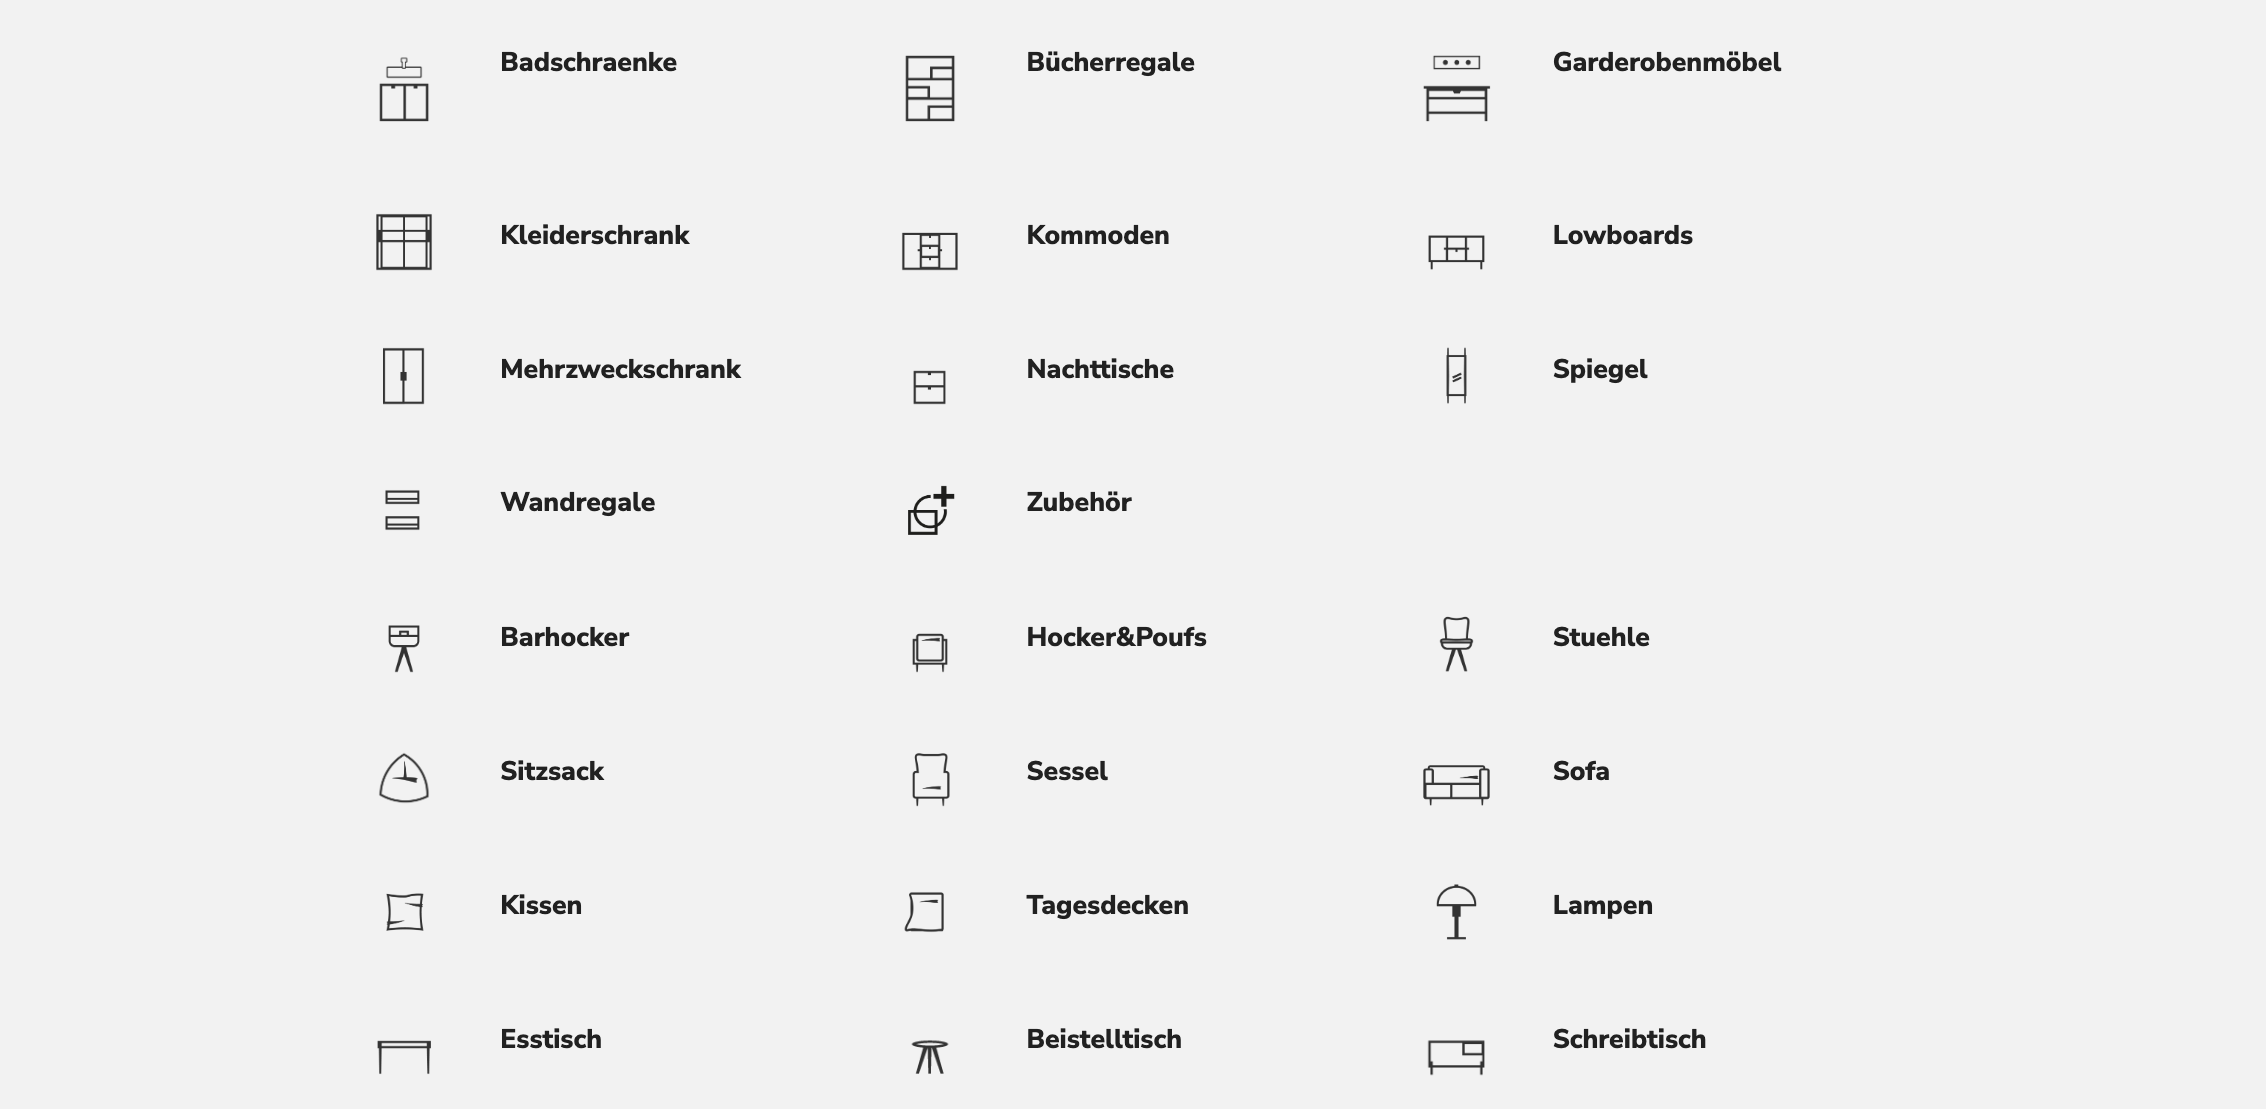 Badschraenke
Bücherregale
Garderobenmöbel
Kleiderschrank
Kommoden
Lowboards
Mehrzweckschrank
Nachttische
Spiegel
Wandregale
Zubehör
Barhocker
Hocker&Poufs
Stuehle
Sitzsack
Sessel
Sofa
Kissen
Tagesdecken
Lampen
Esstisch
Beistelltisch
Schreibtisch